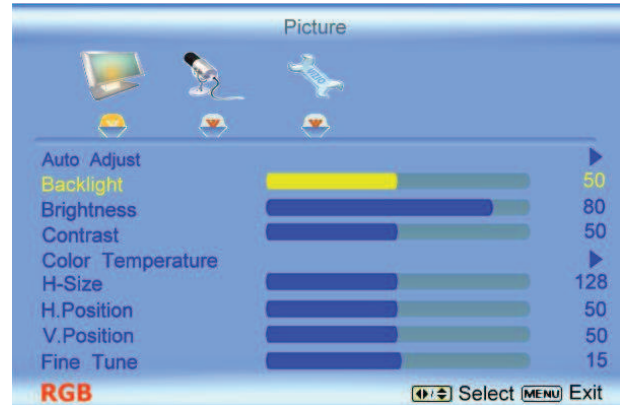 Picture
Auto Adjust
Backlight 50
Brightness 80
Contrast 50
Color Temperature
H-Size 128
H.Position 50
V.Position 50
Fine Tune 15
RGB Select MENU Exit